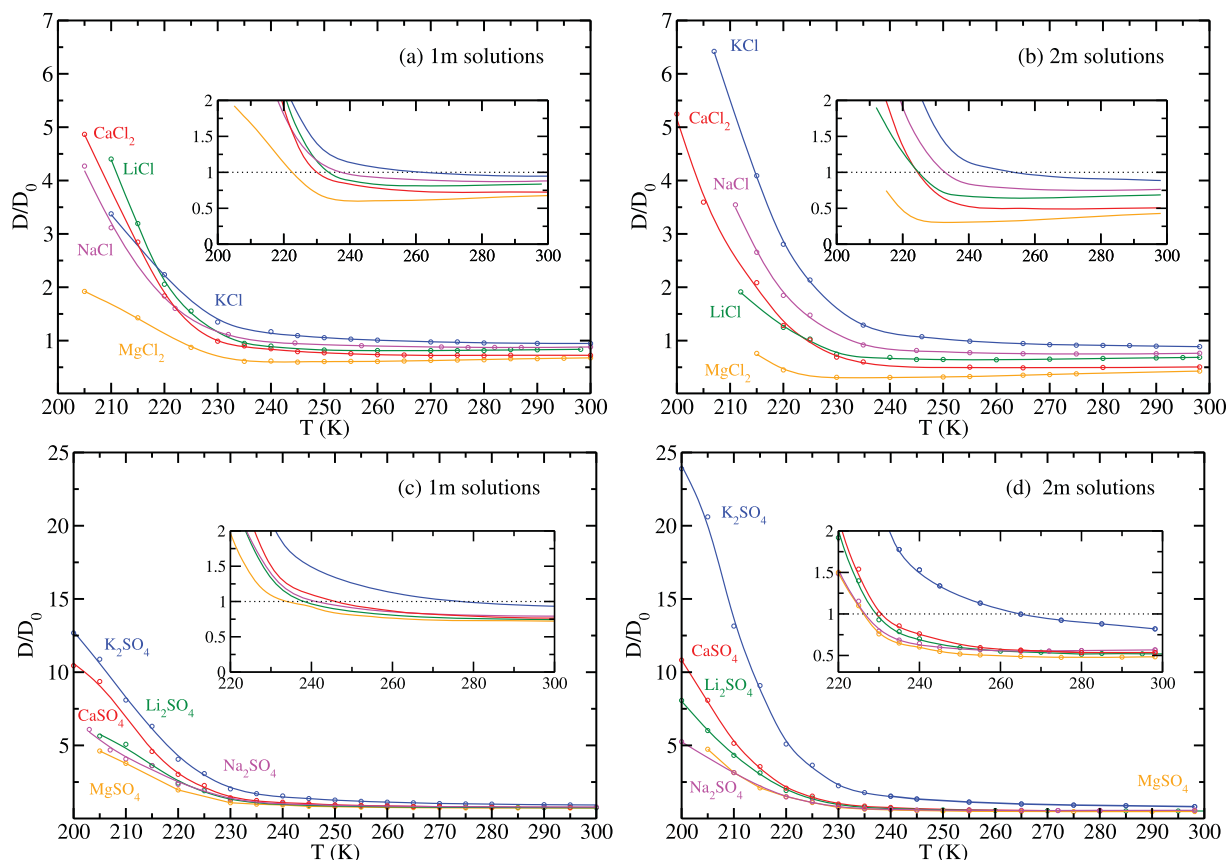 (a) 1m solutions
D/D0
7
6
5
4
3
2
1
0
CaCl2
LiCl
NaCl
KCl
MgCl2
2
1.5
1
0.5
0
200 220 240 260 280 300
200 210 220 230 240 250 260 270 280 290 300
T (K)
(b) 2m solutions
7
6
5
4
3
2
1
0
KCl
CaCl2
NaCl
LiCl
MgCl2
2
1.5
1
0.5
0
200 220 240 260 280 300
200 210 220 230 240 250 260 270 280 290 300
T (K)
(c) 1m solutions
D/D0
25
20
15
10
5
0
K2SO4
Li2SO4
CaSO4
Na2SO4
MgSO4
2
1.5
1
0.5
0
220 240 260 280 300
200 210 220 230 240 250 260 270 280 290 300
T (K)
(d) 2m solutions
D/D0
25
20
15
10
5
0
K2SO4
CaSO4
Li2SO4
Na2SO4
MgSO4
2
1.5
1
0.5
220 240 260 280 300
200 210 220 230 240 250 260 270 280 290 300
T (K)